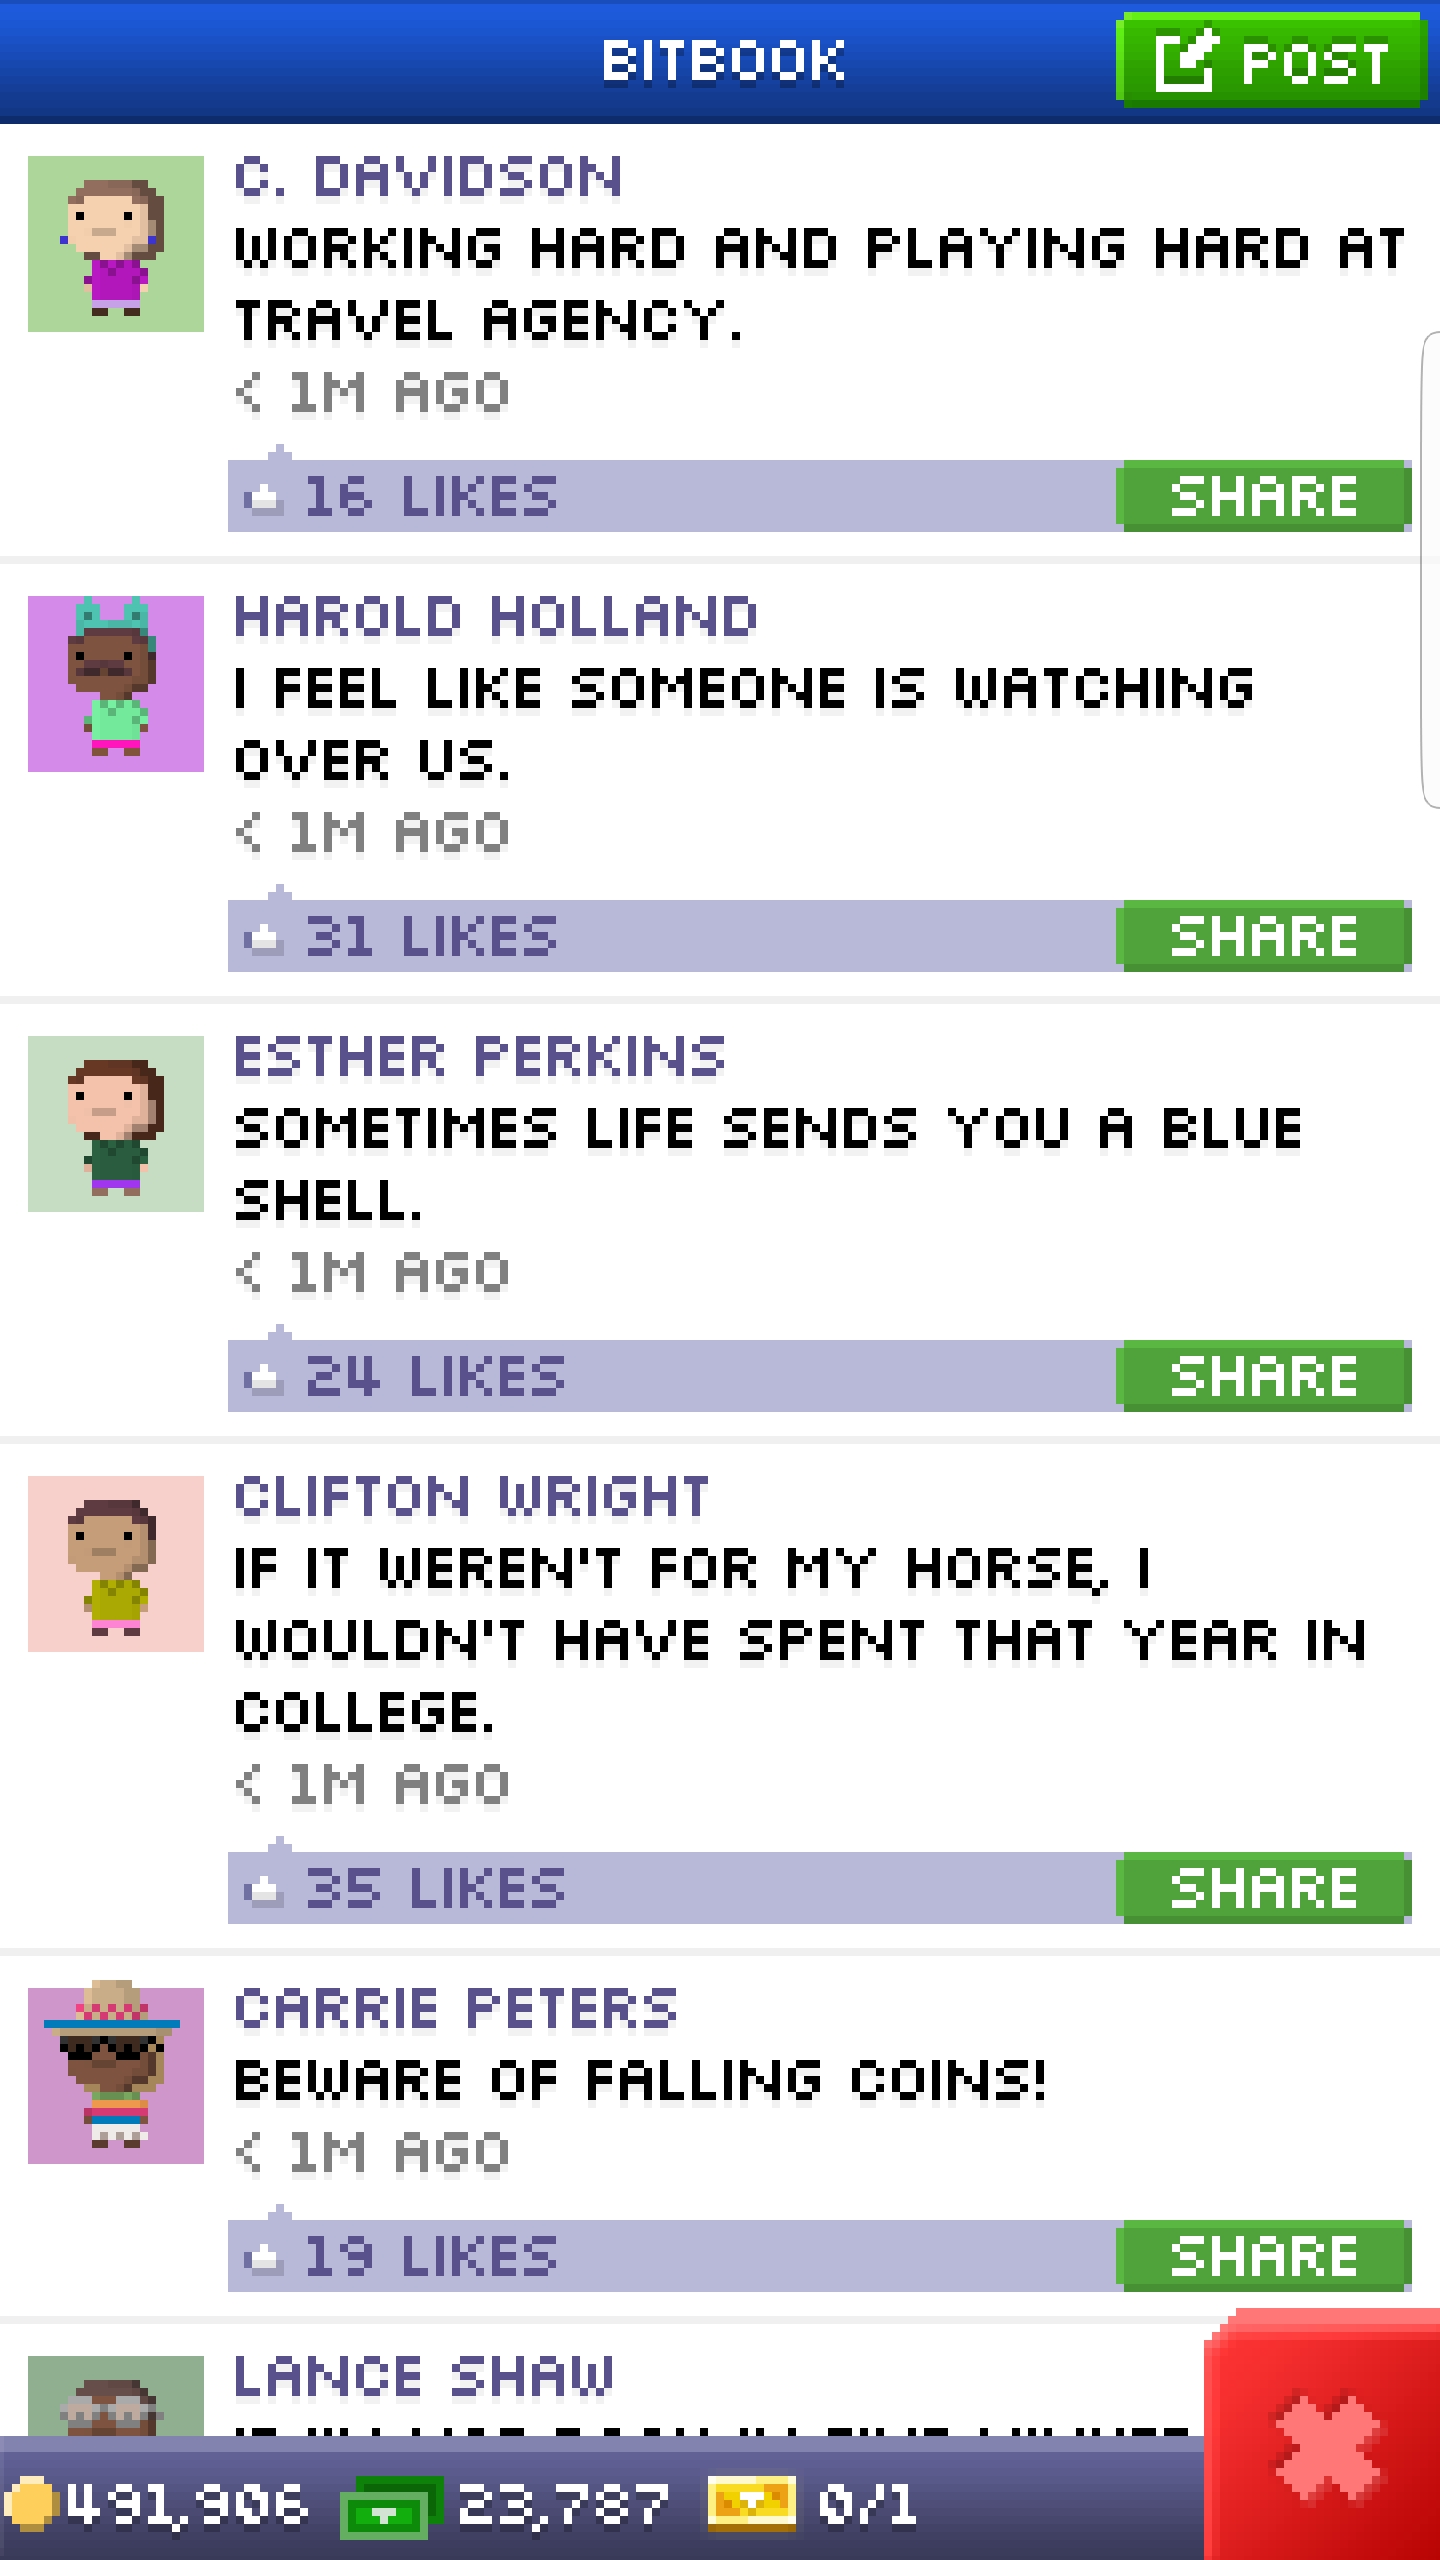 BITBOOK
POST
C. DAVIDSON
WORKING HARD AND PLAYING HARD AT
TRAVEL AGENCY.
< 1M AGO
16 LIKES
SHARE
HAROLD HOLLAND
I FEEL LIKE SOMEONE IS WATCHING
OVER US.
< 1M AGO
31 LIKES
SHARE
ESTHER PERKINS
SOMETIMES LIFE SENDS YOU A BLUE
SHELL.
< 1M AGO
24 LIKES
SHARE
CLIFTON WRIGHT
IF IT WEREN'T FOR MY HORSE, I
WOULDN'T HAVE SPENT THAT YEAR IN
COLLEGE.
< 1M AGO
35 LIKES
SHARE
CARRIE PETERS
BEWARE OF FALLING COINS!
< 1M AGO
19 LIKES
SHARE
LANCE SHAW
491,906
23,787
0/1